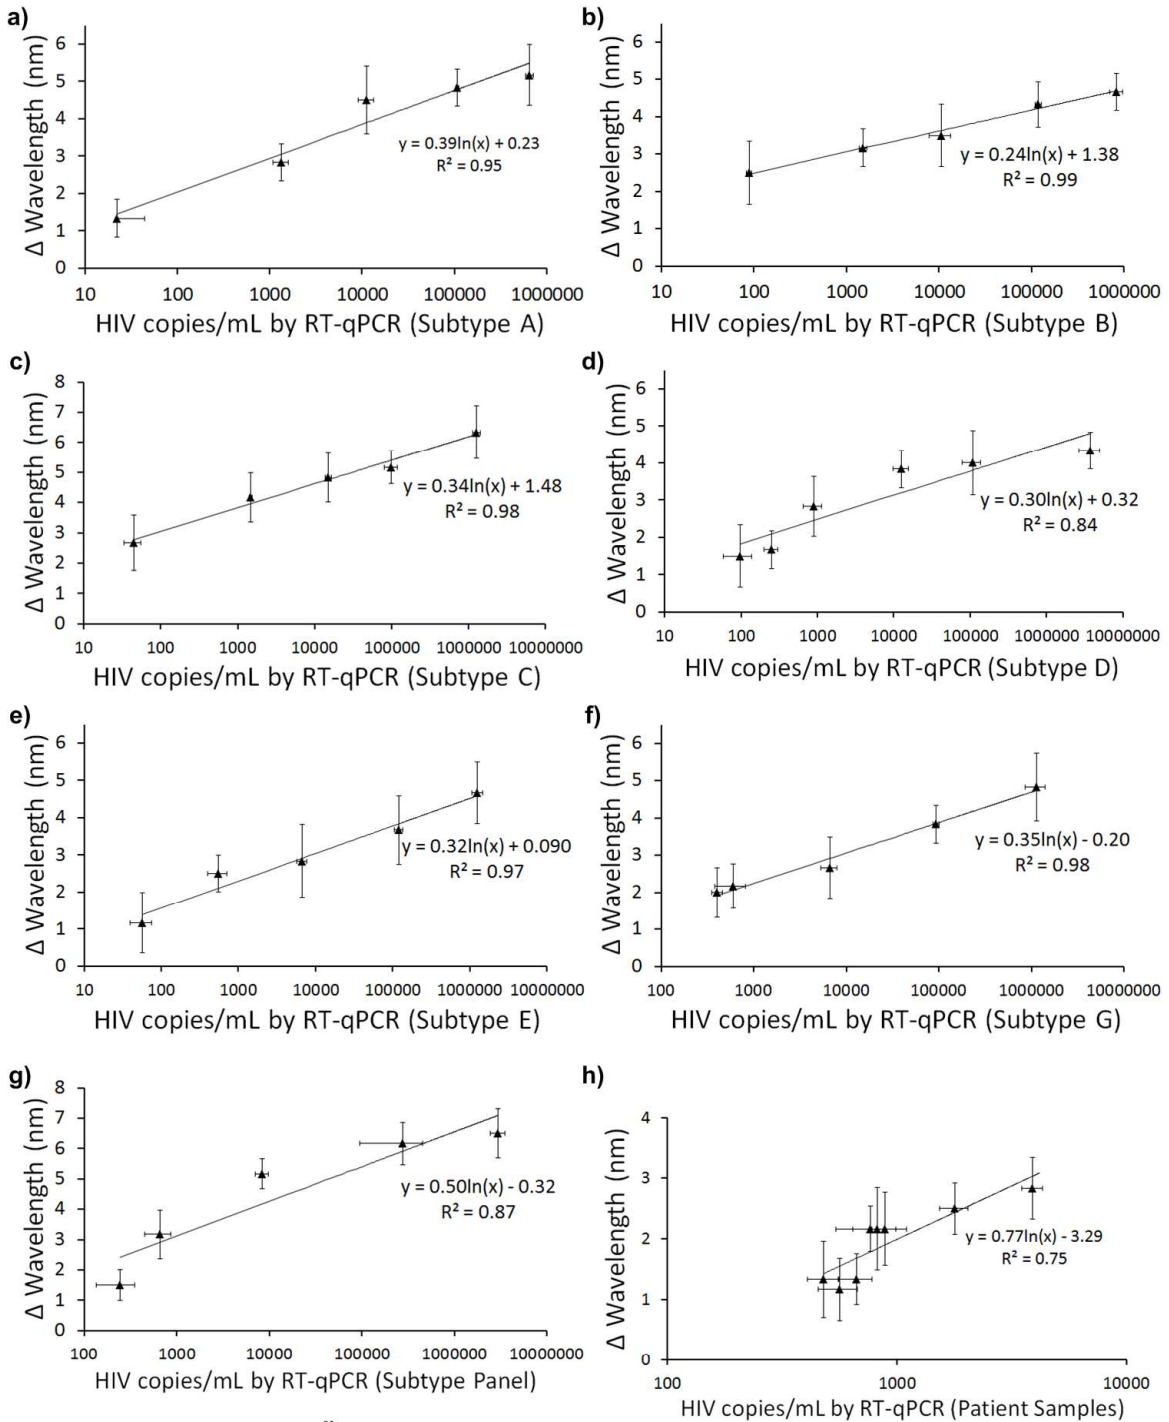 a)
Δ Wavelength (nm)
6
5
4
3
2
1
0
y = 0.39ln(x) + 0.23
R² = 0.95
10 100 1000 10000 100000 1000000
HIV copies/mL by RT-qPCR (Subtype A)
b)
Δ Wavelength (nm)
6
5
4
3
2
1
0
y = 0.24ln(x) + 1.38
R² = 0.99
10 100 1000 10000 100000 1000000
HIV copies/mL by RT-qPCR (Subtype B)
c)
Δ Wavelength (nm)
8
7
6
5
4
3
2
1
0
y = 0.34ln(x) + 1.48
R² = 0.98
10 100 1000 10000 100000 1000000 10000000
HIV copies/mL by RT-qPCR (Subtype C)
d)
Δ Wavelength (nm)
6
5
4
3
2
1
0
y = 0.30ln(x) + 0.32
R² = 0.84
10 100 1000 10000 100000 1000000 10000000
HIV copies/mL by RT-qPCR (Subtype D)
e)
Δ Wavelength (nm)
6
5
4
3
2
1
0
y = 0.32ln(x) + 0.090
R² = 0.97
10 100 1000 10000 100000 1000000 10000000
HIV copies/mL by RT-qPCR (Subtype E)
f)
Δ Wavelength (nm)
6
5
4
3
2
1
0
y = 0.35ln(x) - 0.20
R² = 0.98
100 1000 10000 100000 1000000 10000000
HIV copies/mL by RT-qPCR (Subtype G)
g)
Δ Wavelength (nm)
8
7
6
5
4
3
2
1
0
y = 0.50ln(x) - 0.32
R² = 0.87
100 1000 10000 100000 1000000 10000000
HIV copies/mL by RT-qPCR (Subtype Panel)
h)
Δ Wavelength (nm)
4
3
2
1
0
y = 0.77ln(x) - 3.29
R² = 0.75
100 1000 10000
HIV copies/mL by RT-qPCR (Patient Samples)